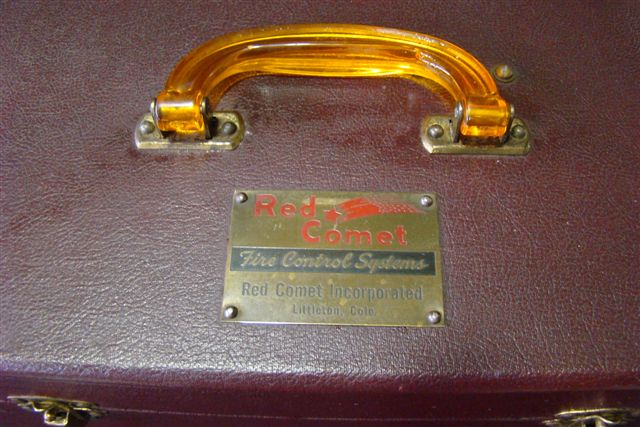 Red
Comet
Fire Control Systems
Red Comet Incorporated
Littleton, Colo.